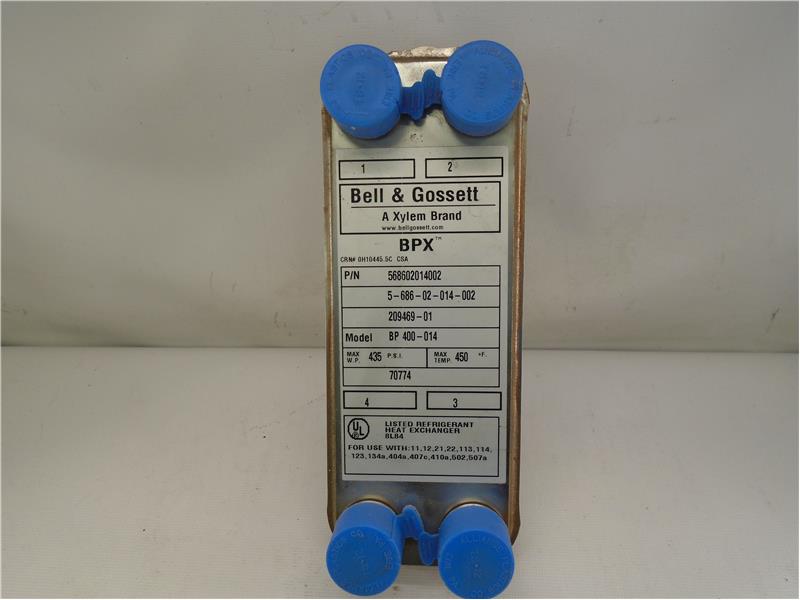 1 2
Bell & Gossett
A Xylem Brand
www.bellgossett.com
BPX™
CRN# 0H10445.5C CSA
P/N 568602014002
5-686-02-014-002
209469-01
Model BP 400-014
MAX W.P. 435 P.S.I. MAX TEMP. 450 °F.
70774
4 3
UL LISTED REFRIGERANT
HEAT EXCHANGER
8L84
FOR USE WITH:11,12,21,22,113,114,
123,134a,404a,407c,410a,502,507a